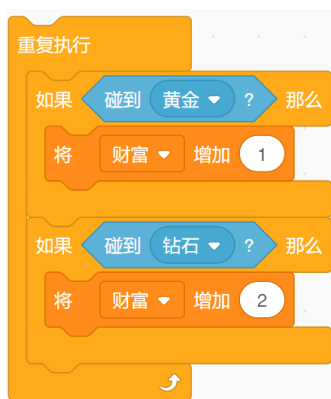 重复执行
如果 碰到 黄金 ? 那么
将 财富 增加 1
如果 碰到 钻石 ? 那么
将 财富 增加 2